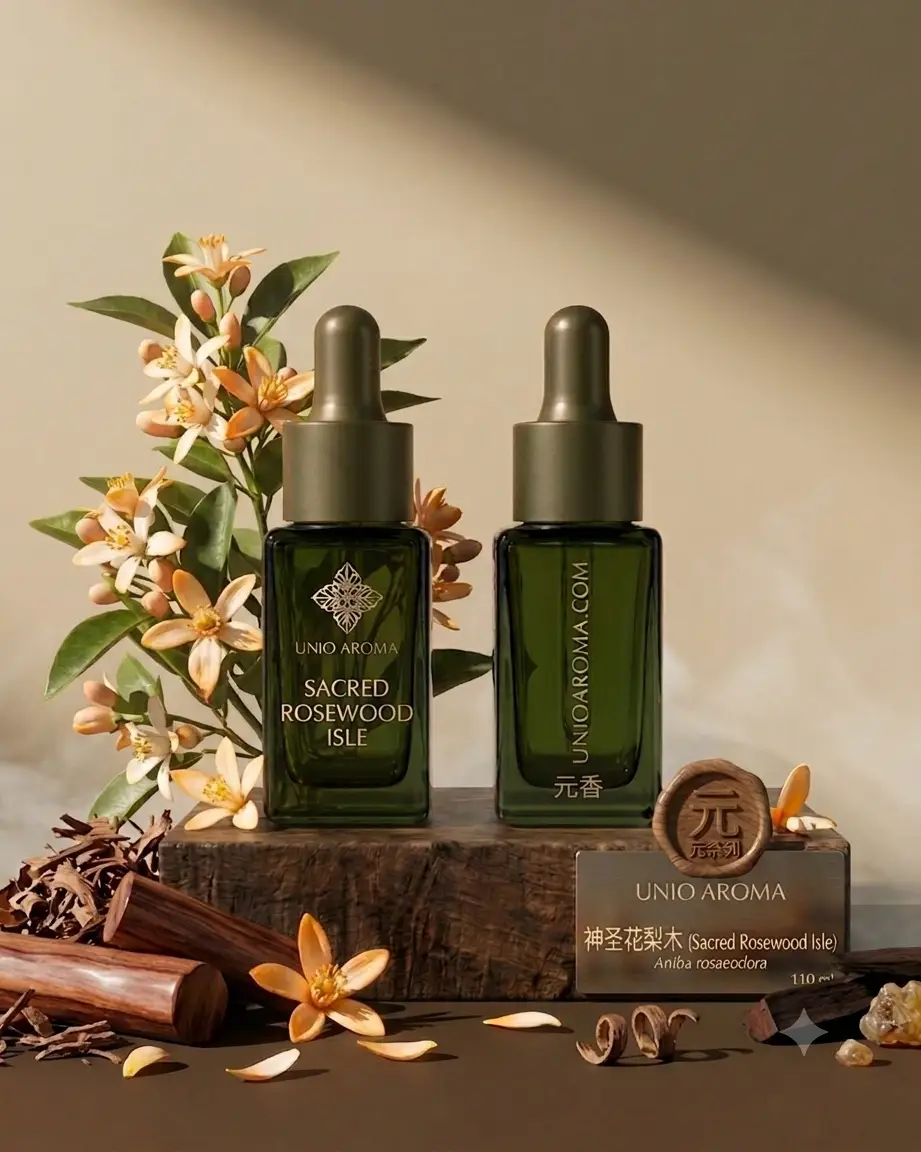 UNIO AROMA
SACRED
ROSEWOOD
ISLE
UNIOAROMA.COM
元香
元
元系列
UNIO AROMA
神圣花梨木 (Sacred Rosewood Isle)
Aniba rosaeodora
110